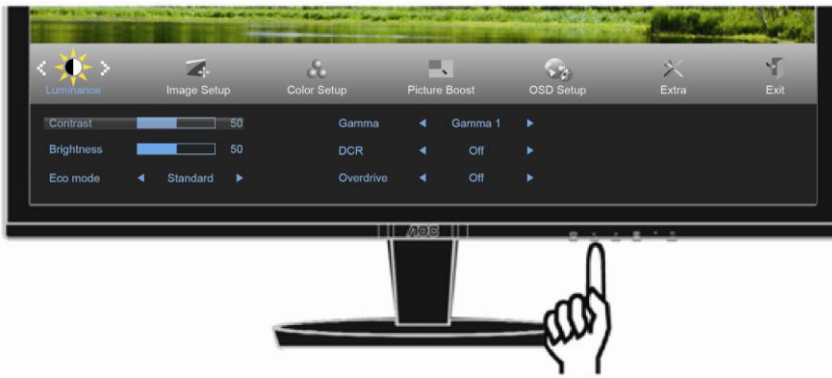 Luminance Image Setup Color Setup Picture Boost OSD Setup Extra Exit
Contrast 50 Gamma Gamma 1
Brightness 50 DCR Off
Eco mode Standard Overdrive Off
AOC